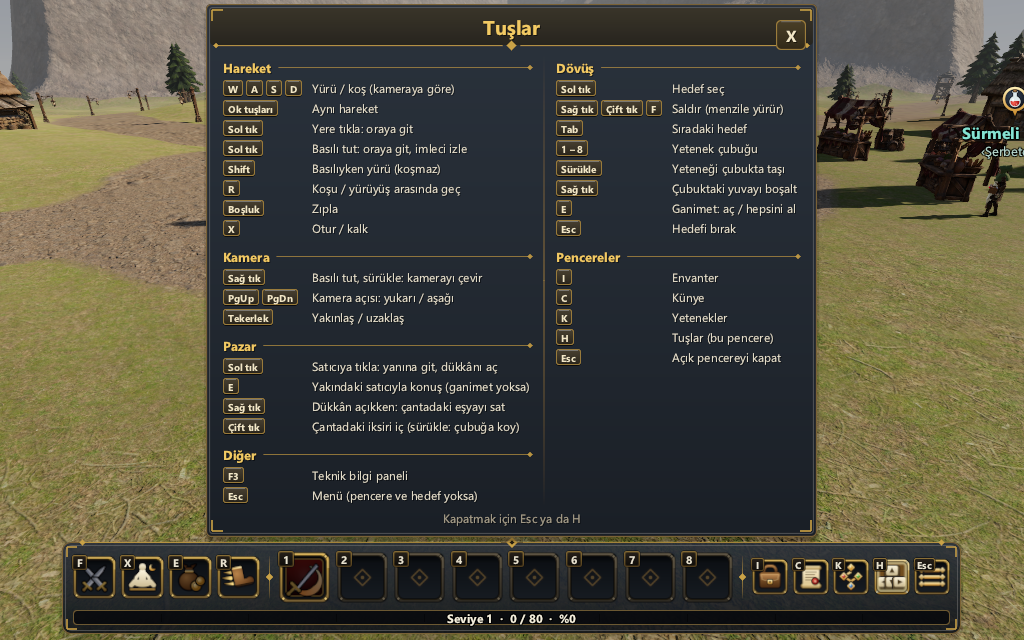 Tuşlar
X
Hareket
W A S D Yürü / koş (kameraya göre)
Ok tuşları Aynı hareket
Sol tık Yere tıkla: oraya git
Sol tık Basılı tut: oraya git, imleci izle
Shift Basılıyken yürü (koşmaz)
R Koşu / yürüyüş arasında geç
Boşluk Zıpla
X Otur / kalk
Kamera
Sağ tık Basılı tut, sürükle: kamerayı çevir
PgUp PgDn Kamera açısı: yukarı / aşağı
Tekerlek Yakınlaş / uzaklaş
Pazar
Sol tık Satıcıya tıkla: yanına git, dükkânı aç
E Yakındaki satıcıyla konuş (ganimet yoksa)
Sağ tık Dükkân açıkken: çantadaki eşyayı sat
Çift tık Çantadaki iksiri iç (sürükle: çubuğa koy)
Diğer
F3 Teknik bilgi paneli
Esc Menü (pencere ve hedef yoksa)
Dövüş
Sol tık Hedef seç
Sağ tık Çift tık F Saldır (menzile yürür)
Tab Sıradaki hedef
1 – 8 Yetenek çubuğu
Sürükle Yeteneği çubukta taşı
Sağ tık Çubuktaki yuvayı boşalt
E Ganimet: aç / hepsini al
Esc Hedefi bırak
Pencereler
I Envanter
C Künye
K Yetenekler
H Tuşlar (bu pencere)
Esc Açık pencereyi kapat
Kapatmak için Esc ya da H
Sürmeli
‹Şerbetç
F X E R 1 2 3 4 5 6 7 8 I C K H Esc
Seviye 1 · 0 / 80 · %0